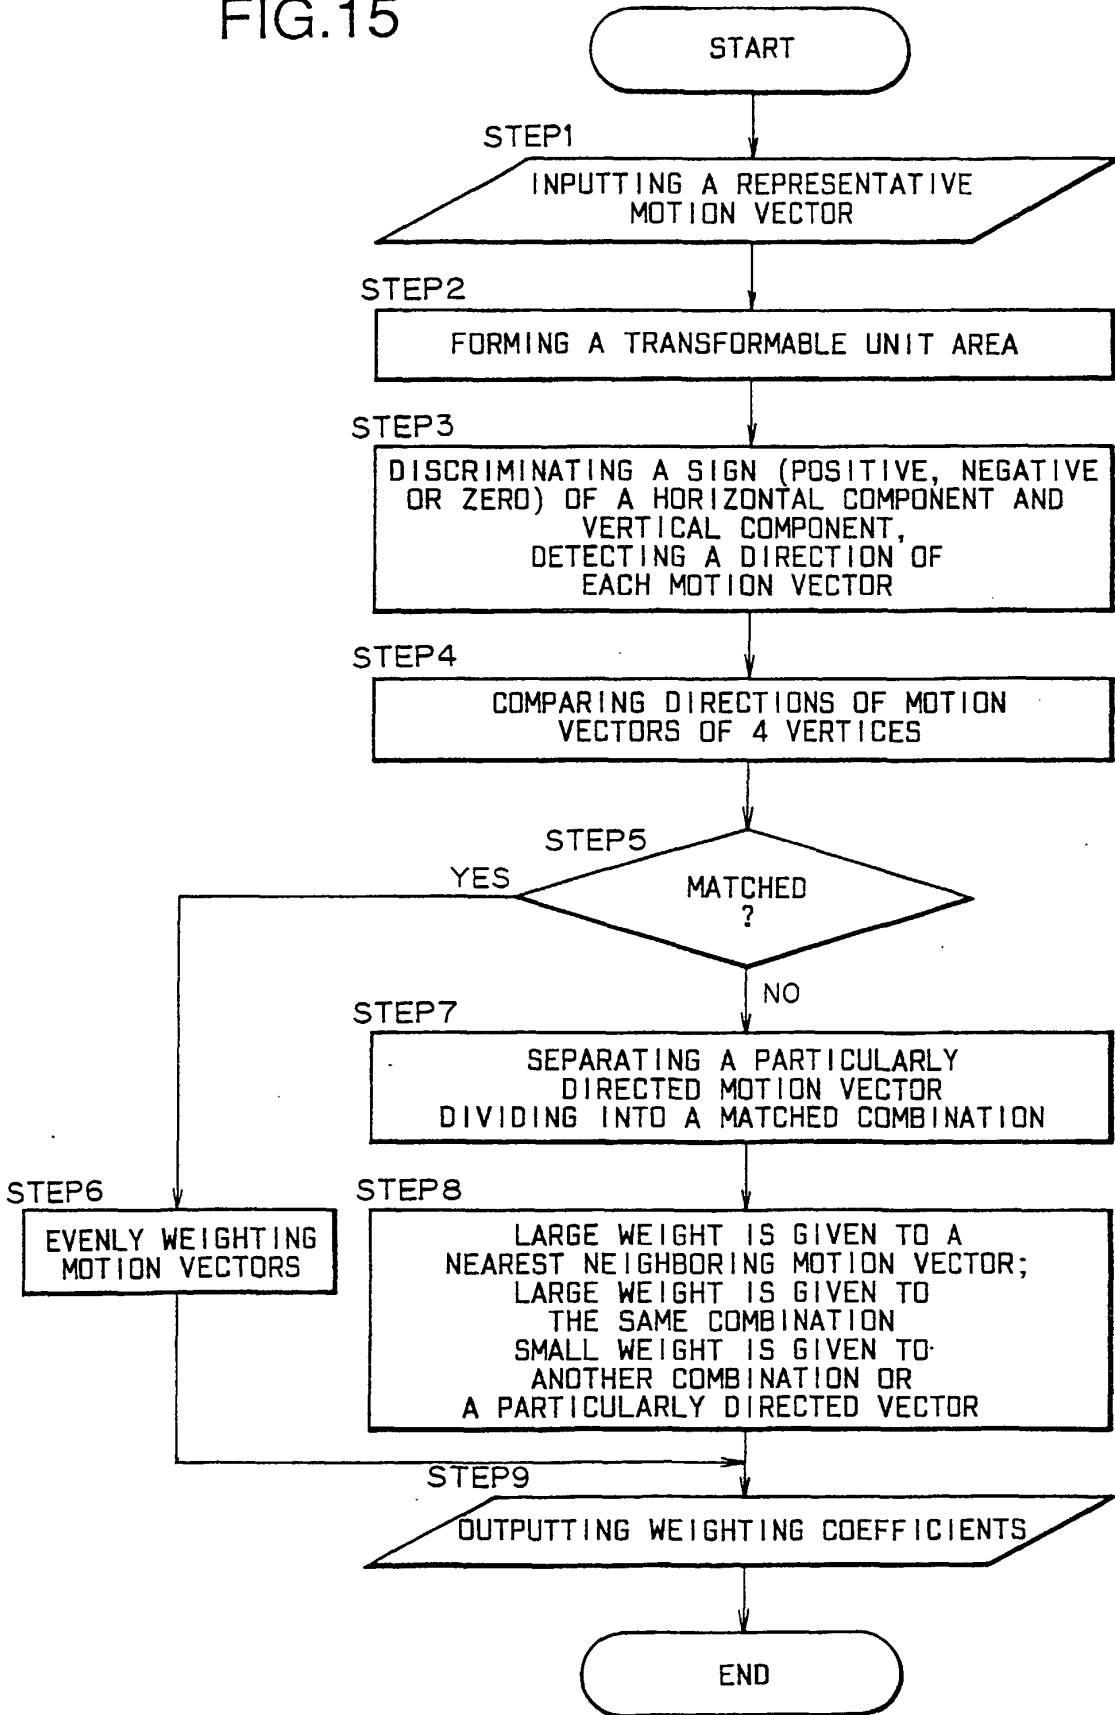 FIG.15
START
STEP1
INPUTTING A REPRESENTATIVE
MOTION VECTOR
STEP2
FORMING A TRANSFORMABLE UNIT AREA
STEP3
DISCRIMINATING A SIGN (POSITIVE, NEGATIVE
OR ZERO) OF A HORIZONTAL COMPONENT AND
VERTICAL COMPONENT,
DETECTING A DIRECTION OF
EACH MOTION VECTOR
STEP4
COMPARING DIRECTIONS OF MOTION
VECTORS OF 4 VERTICES
STEP5
MATCHED
?
YES
NO
STEP7
SEPARATING A PARTICULARLY
DIRECTED MOTION VECTOR
DIVIDING INTO A MATCHED COMBINATION
STEP6
EVENLY WEIGHTING
MOTION VECTORS
STEP8
LARGE WEIGHT IS GIVEN TO A
NEAREST NEIGHBORING MOTION VECTOR;
LARGE WEIGHT IS GIVEN TO
THE SAME COMBINATION
SMALL WEIGHT IS GIVEN TO
ANOTHER COMBINATION OR
A PARTICULARLY DIRECTED VECTOR
STEP9
OUTPUTTING WEIGHTING COEFFICIENTS
END